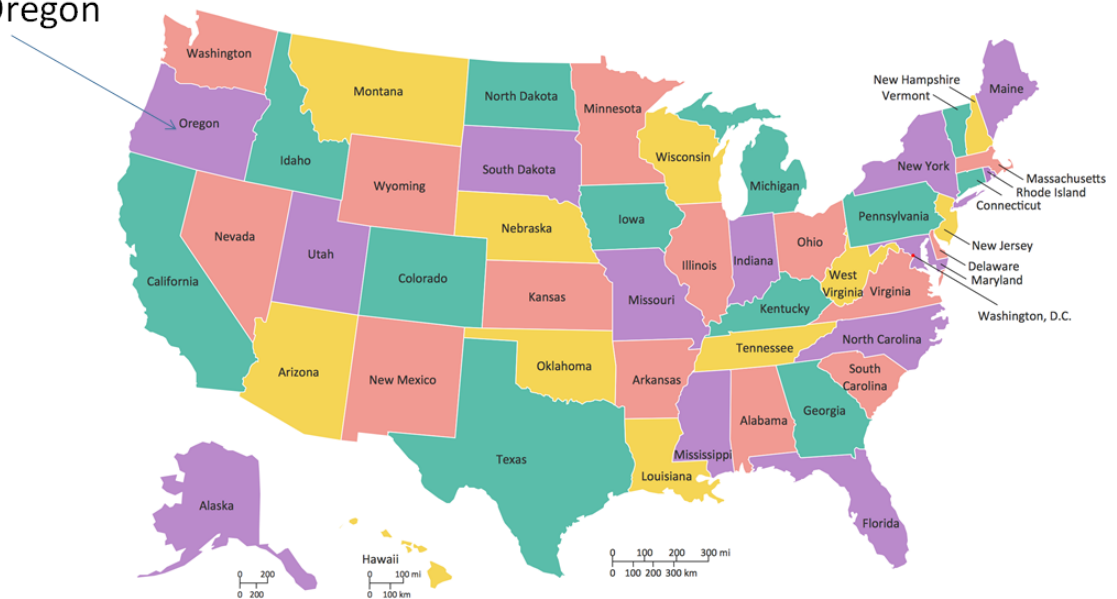 Oregon
Washington
Montana
North Dakota
Minnesota
New Hampshire
Vermont
Maine
Oregon
Idaho
Wyoming
South Dakota
Wisconsin
Michigan
New York
Massachusetts
Rhode Island
Connecticut
Nevada
Utah
Colorado
Nebraska
Iowa
Illinois
Indiana
Ohio
Pennsylvania
New Jersey
Delaware
Maryland
Washington, D.C.
California
Kansas
Missouri
Kentucky
West
Virginia
Virginia
Arizona
New Mexico
Oklahoma
Arkansas
Tennessee
North Carolina
South
Carolina
Texas
Louisiana
Mississippi
Alabama
Georgia
Florida
Alaska
0 200
0 200
Hawaii
0 100 mi
0 100 km
0 100 200 300 mi
0 100 200 300 km